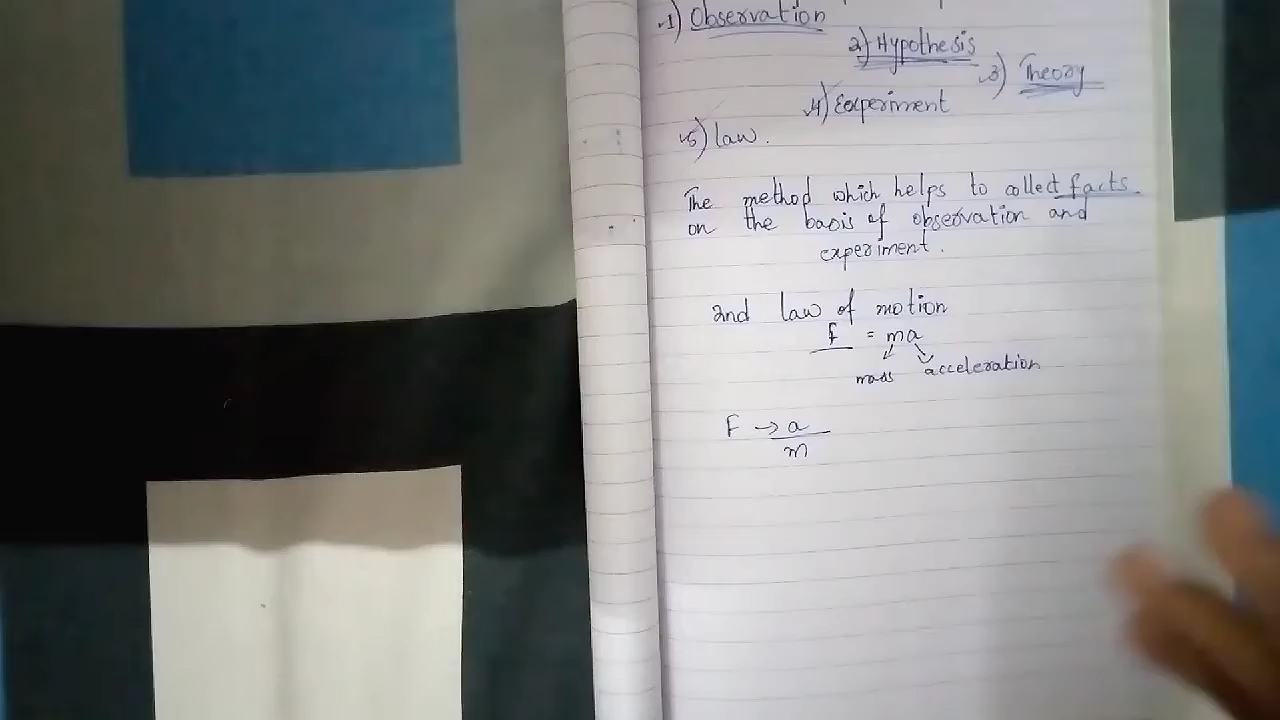 1) Observation
2) Hypothesis
3) Theory
4) Experiment
5) law.
The method which helps to collect facts
on the basis of observation and
experiment.
2nd law of motion
F = ma
mass acceleration
F → a
m